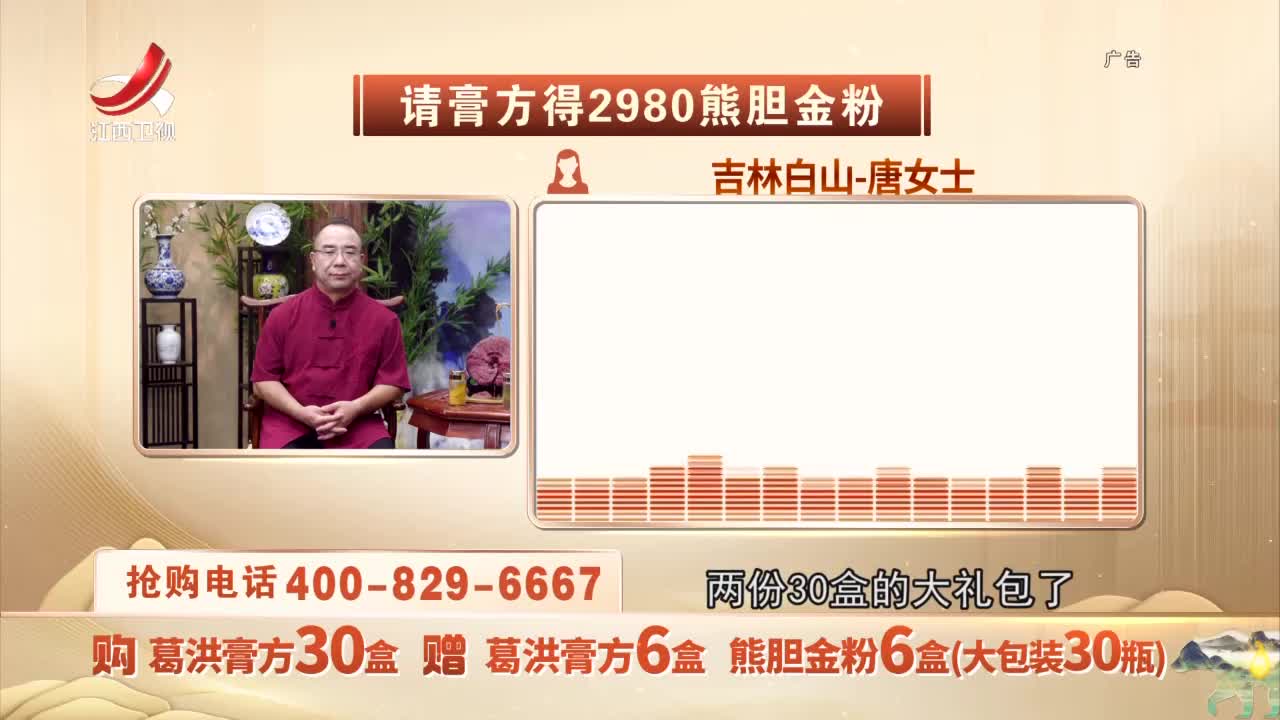 广告
江西卫视
请膏方得2980熊胆金粉
吉林白山-唐女士
抢购电话400-829-6667
两份30盒的大礼包了
购 葛洪膏方30盒 赠 葛洪膏方6盒 熊胆金粉6盒(大包装30瓶)